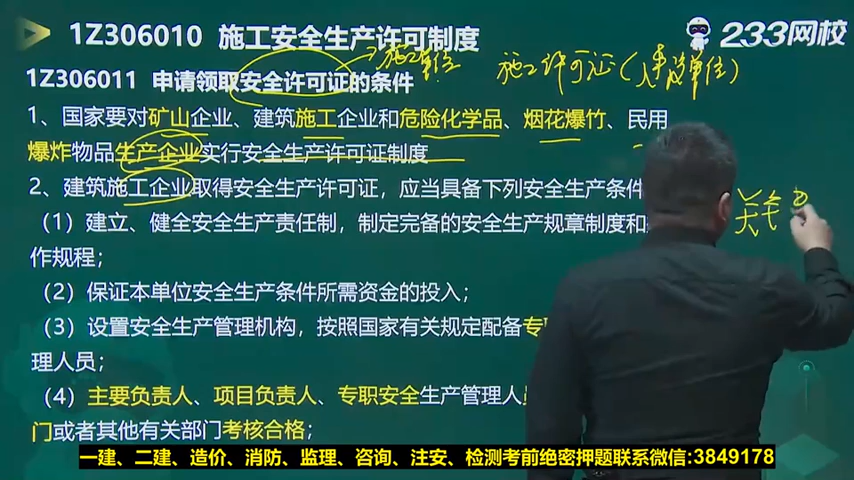 1Z306010 施工安全生产许可制度
233网校
施工单位
施工许可证(建设单位)
1Z306011 申请领取安全许可证的条件
1、国家要对矿山企业、建筑施工企业和危险化学品、烟花爆竹、民用
爆炸物品生产企业实行安全生产许可证制度
2、建筑施工企业取得安全生产许可证，应当具备下列安全生产条件
（1）建立、健全安全生产责任制，制定完备的安全生产规章制度和
作规程；
（2）保证本单位安全生产条件所需资金的投入；
（3）设置安全生产管理机构，按照国家有关规定配备专
理人员；
（4）主要负责人、项目负责人、专职安全生产管理人
门或者其他有关部门考核合格；
一建、二建、造价、消防、监理、咨询、注安、检测考前绝密押题联系微信:3849178